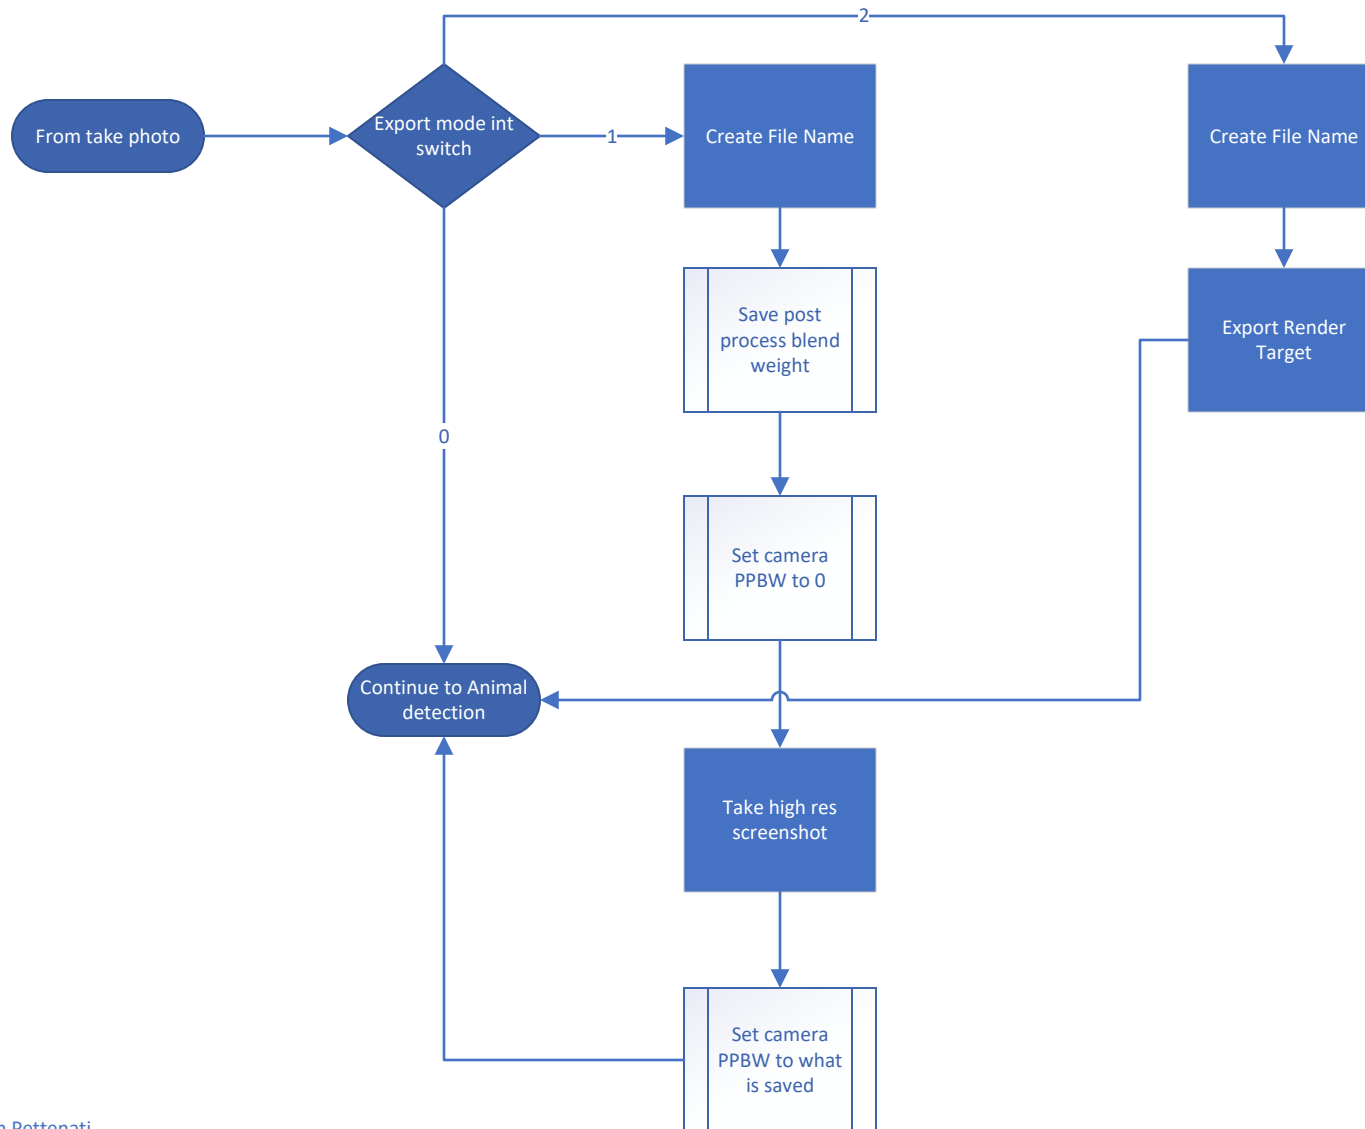 2
From take photo
Export mode int
switch
1
Create File Name
Create File Name
Save post
process blend
weight
Export Render
Target
0
Set camera
PPBW to 0
Continue to Animal
detection
Take high res
screenshot
Set camera
PPBW to what
is saved
Pettenati